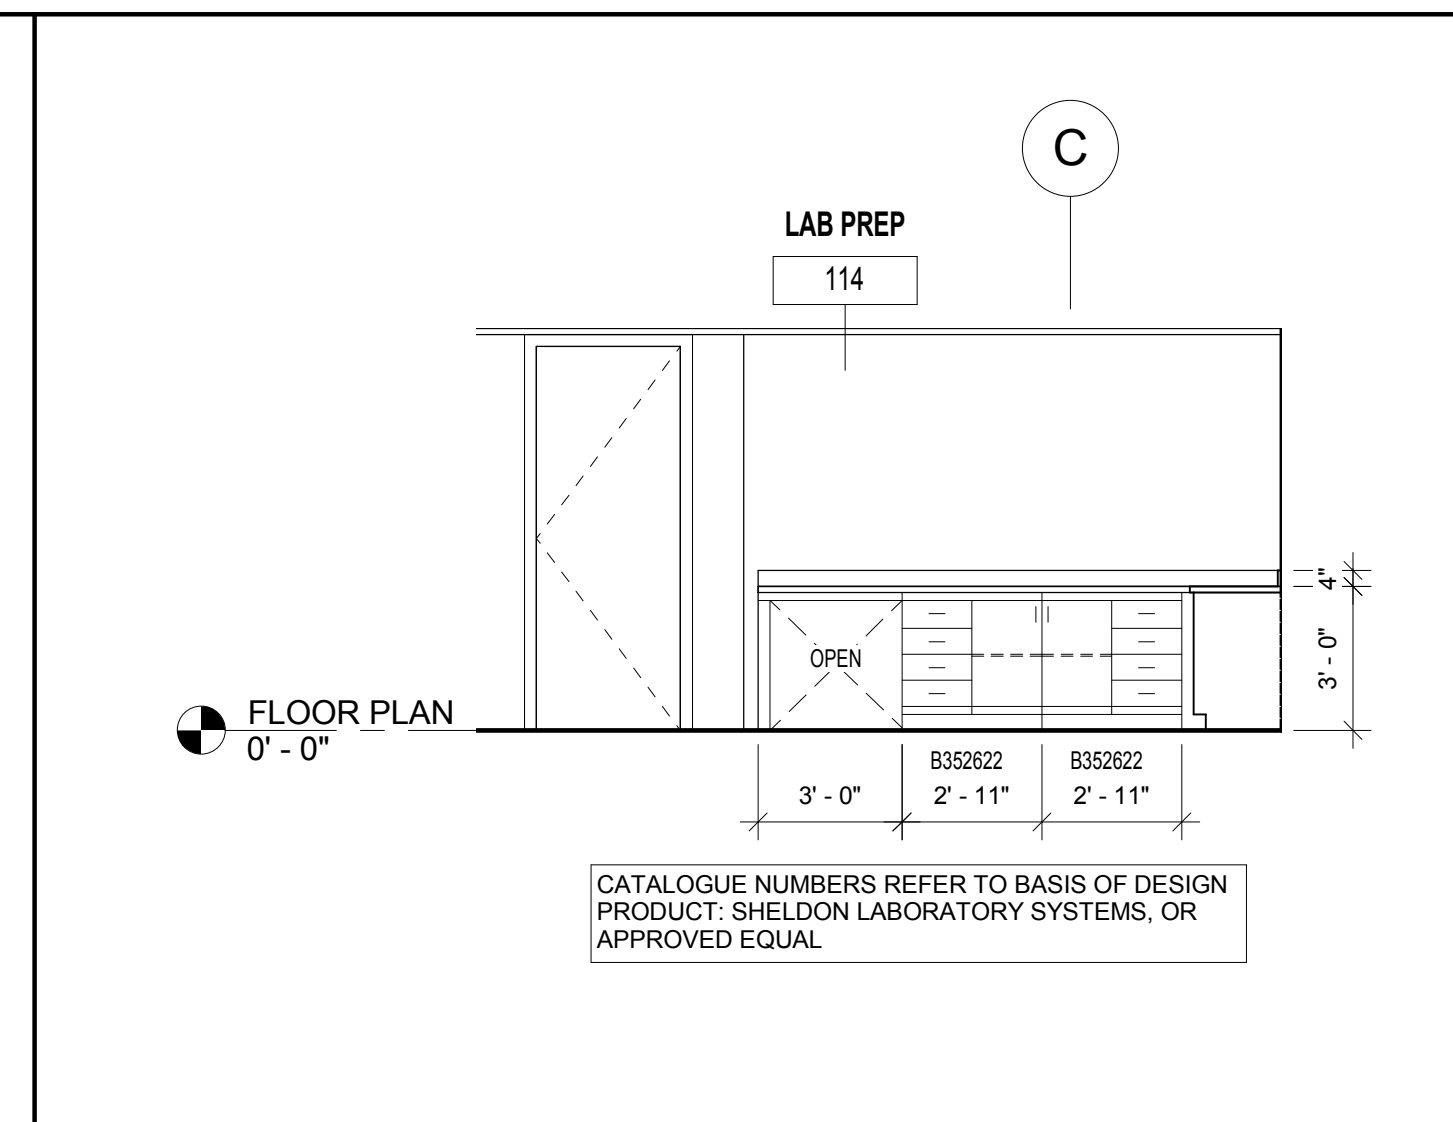 C
LAB PREP
114
4"
OPEN
3' - 0"
FLOOR PLAN
0' - 0"
B352622
B352622
3' - 0"
2' - 11"
2' - 11"
CATALOGUE NUMBERS REFER TO BASIS OF DESIGN
PRODUCT: SHELDON LABORATORY SYSTEMS, OR
APPROVED EQUAL